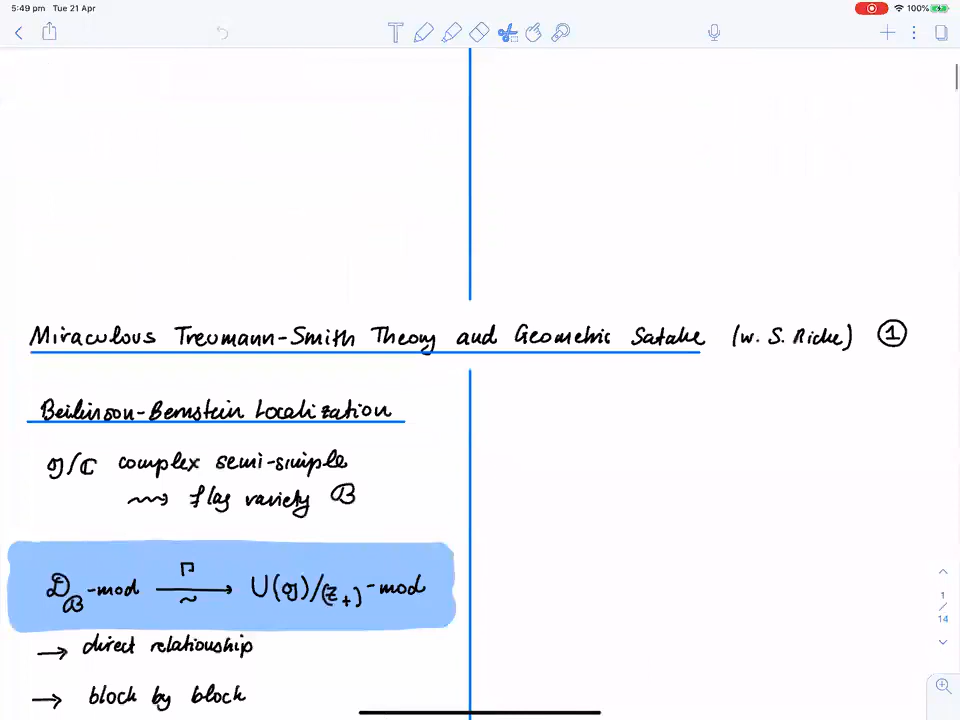 5:49 pm Tue 21 Apr
100%
Miraculous Treumann-Smith Theory and Geometric Satake (w. S. Riche) ①
Beilinson-Bernstein Localization
𝔤/ℂ complex semi-simple
⇝ flag variety ℬ
𝒟_ℬ-mod —Γ/∼→ U(𝔤)/(z₊)-mod
→ direct relationship
→ block by block
1
/
14